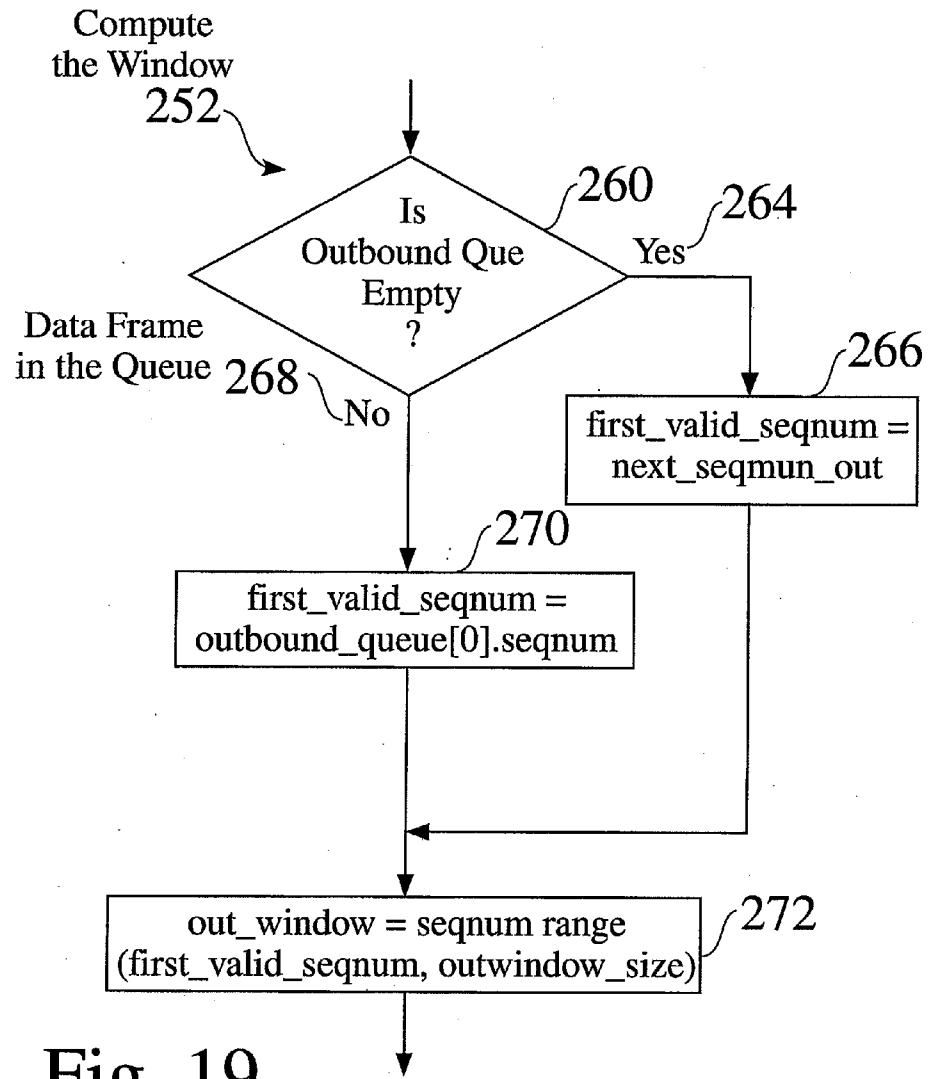 Compute
the Window
252
260
Is
Outbound Que
Empty
?
Yes
264
Data Frame
in the Queue
268
No
266
first_valid_seqnum =
next_seqmun_out
270
first_valid_seqnum =
outbound_queue[0].seqnum
out_window = seqnum range
(first_valid_seqnum, outwindow_size)
272
Fig. 19